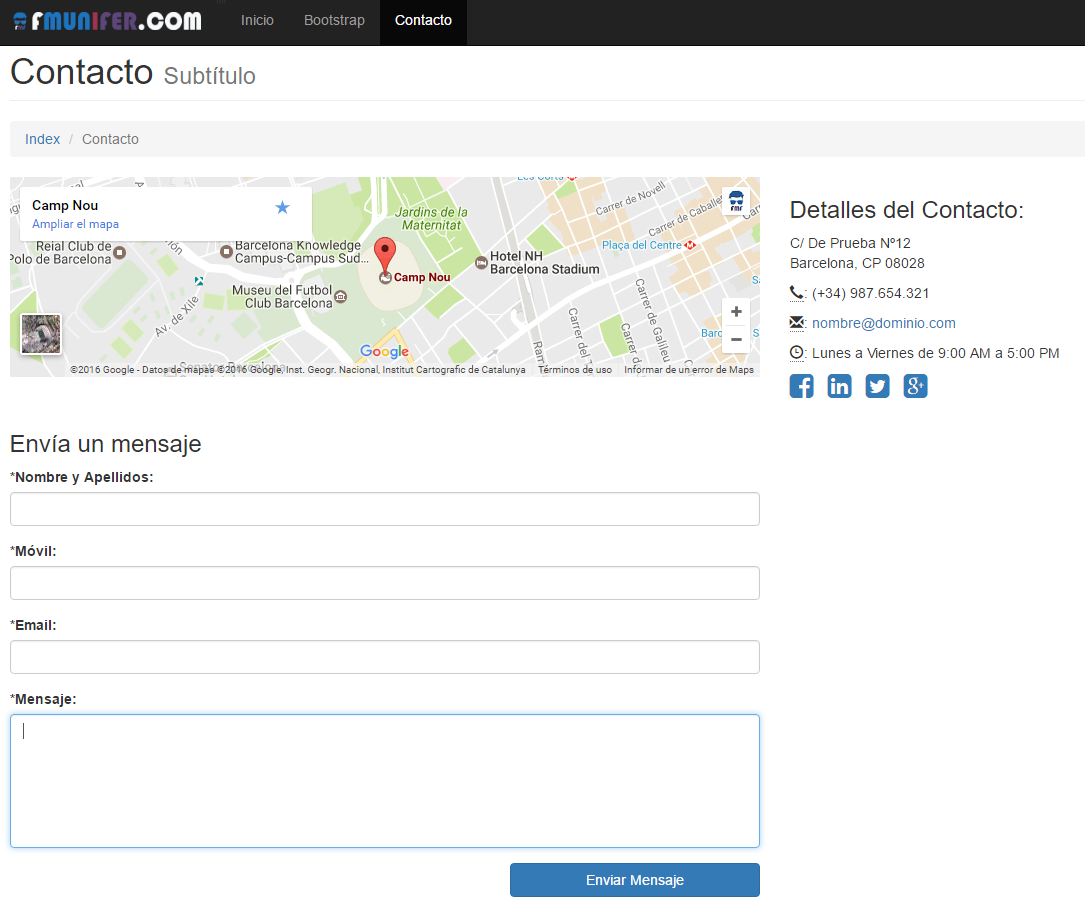 FMUNIFER.COM Inicio Bootstrap Contacto
Contacto Subtítulo
Index / Contacto
Camp Nou
Ampliar el mapa
Reial Club de
Polo de Barcelona
Barcelona Knowledge
Campus-Campus Sud...
Museu del Futbol
Club Barcelona
Av. de Xile
Jardins de la
Maternitat
Camp Nou
Hotel NH
Barcelona Stadium
Les Corts
Carrer de Novell
Carrer de Caballe
Plaça del Centre
Carrer de Galileu
Carrer del
FMF
+
−
Google
©2016 Google - Datos de mapas ©2016 Google, Inst. Geogr. Nacional, Institut Cartografic de Catalunya
Términos de uso
Informar de un error de Maps
Detalles del Contacto:
C/ De Prueba Nº12
Barcelona, CP 08028
: (+34) 987.654.321
: nombre@dominio.com
: Lunes a Viernes de 9:00 AM a 5:00 PM
Envía un mensaje
*Nombre y Apellidos:
*Móvil:
*Email:
*Mensaje:
Enviar Mensaje